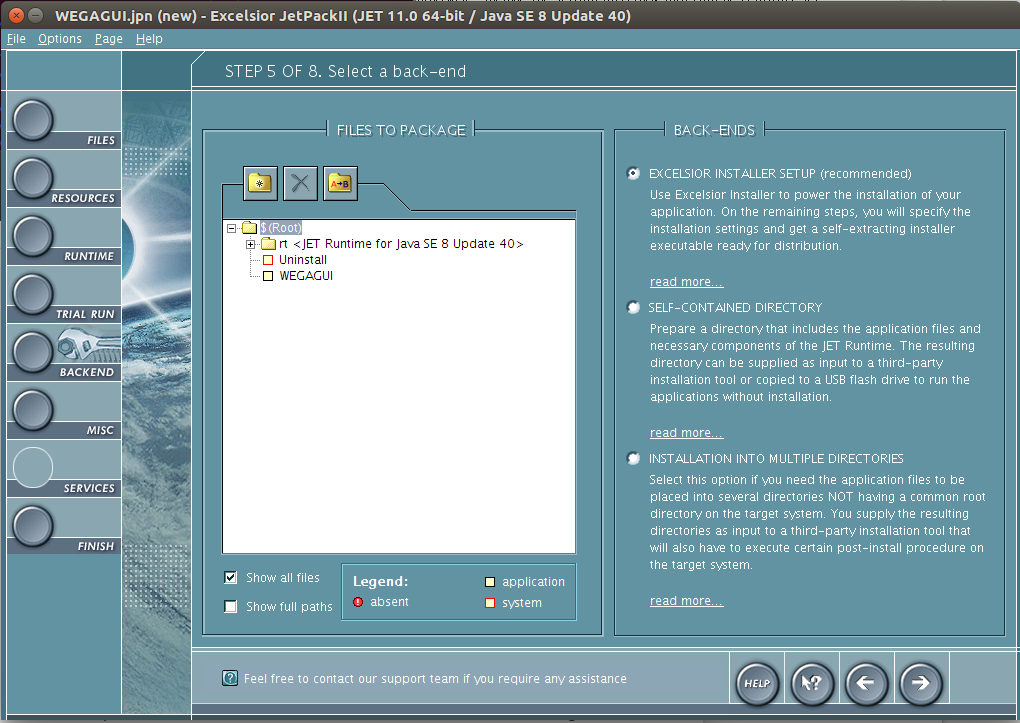 WEGAGUI.jpn (new) - Excelsior JetPackII (JET 11.0 64-bit / Java SE 8 Update 40)
File Options Page Help
STEP 5 OF 8. Select a back-end
FILES
RESOURCES
RUNTIME
TRIAL RUN
BACKEND
MISC
SERVICES
FINISH
FILES TO PACKAGE
A→B
$(Root)
rt <JET Runtime for Java SE 8 Update 40>
Uninstall
WEGAGUI
Show all files
Show full paths
Legend:
absent
application
system
BACK-ENDS
EXCELSIOR INSTALLER SETUP (recommended)
Use Excelsior Installer to power the installation of your
application. On the remaining steps, you will specify the
installation settings and get a self-extracting installer
executable ready for distribution.
read more...
SELF-CONTAINED DIRECTORY
Prepare a directory that includes the application files and
necessary components of the JET Runtime. The resulting
directory can be supplied as input to a third-party
installation tool or copied to a USB flash drive to run the
applications without installation.
read more...
INSTALLATION INTO MULTIPLE DIRECTORIES
Select this option if you need the application files to be
placed into several directories NOT having a common root
directory on the target system. You supply the resulting
directories as input to a third-party installation tool that
will also have to execute certain post-install procedure on
the target system.
read more...
? Feel free to contact our support team if you require any assistance
HELP
?